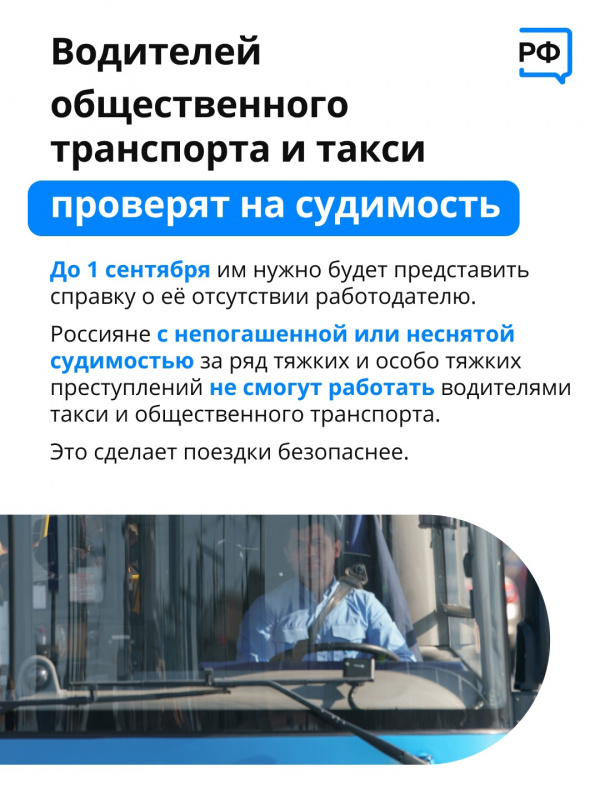 Водителей
РФ
общественного
транспорта и такси
проверят на судимость
До 1 сентября им нужно будет представить
справку о её отсутствии работодателю.
Россияне с непогашенной или неснятой
судимостью за ряд тяжких и особо тяжких
преступлений не смогут работать водителями
такси и общественного транспорта.
Это сделает поездки безопаснее.